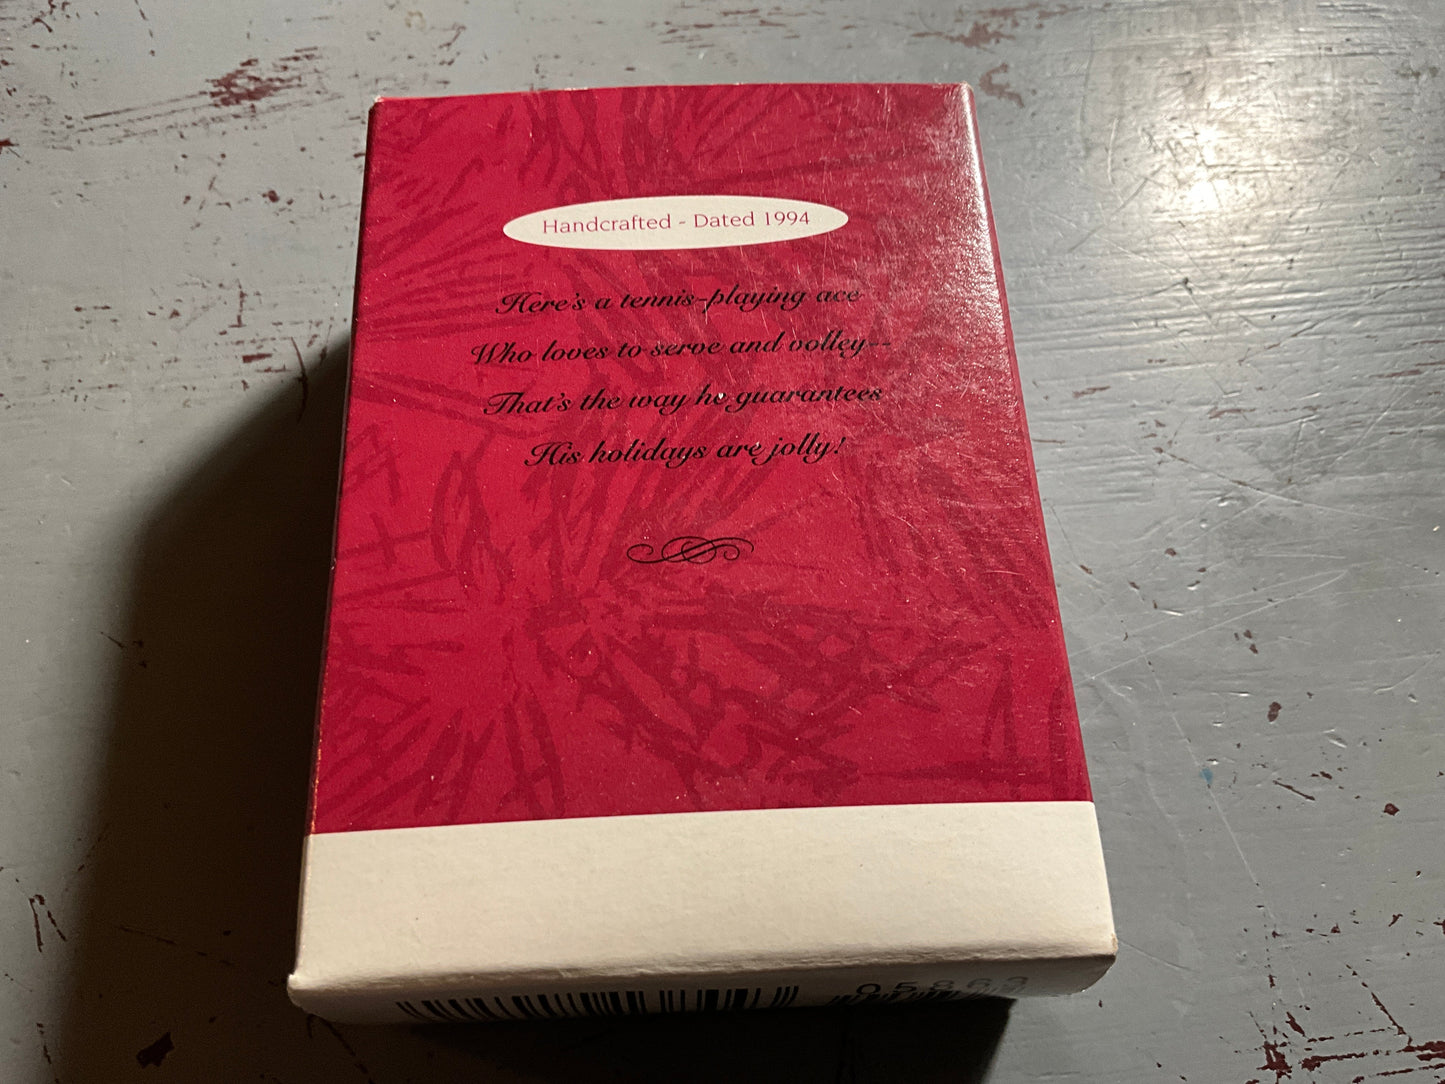 Handcrafted - Dated 1994
Here's a tennis-playing ace
Who loves to serve and volley--
That's the way he guarantees
His holidays are jolly!